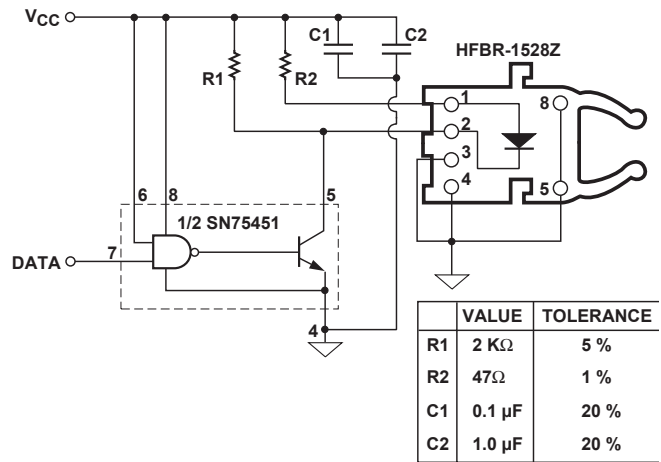 VCC
C1
C2
HFBR-1528Z
R1
R2
1
2
3
4
8
5
6
8
5
1/2 SN75451
DATA
7
4
VALUE TOLERANCE
R1 2 KΩ 5 %
R2 47Ω 1 %
C1 0.1 µF 20 %
C2 1.0 µF 20 %